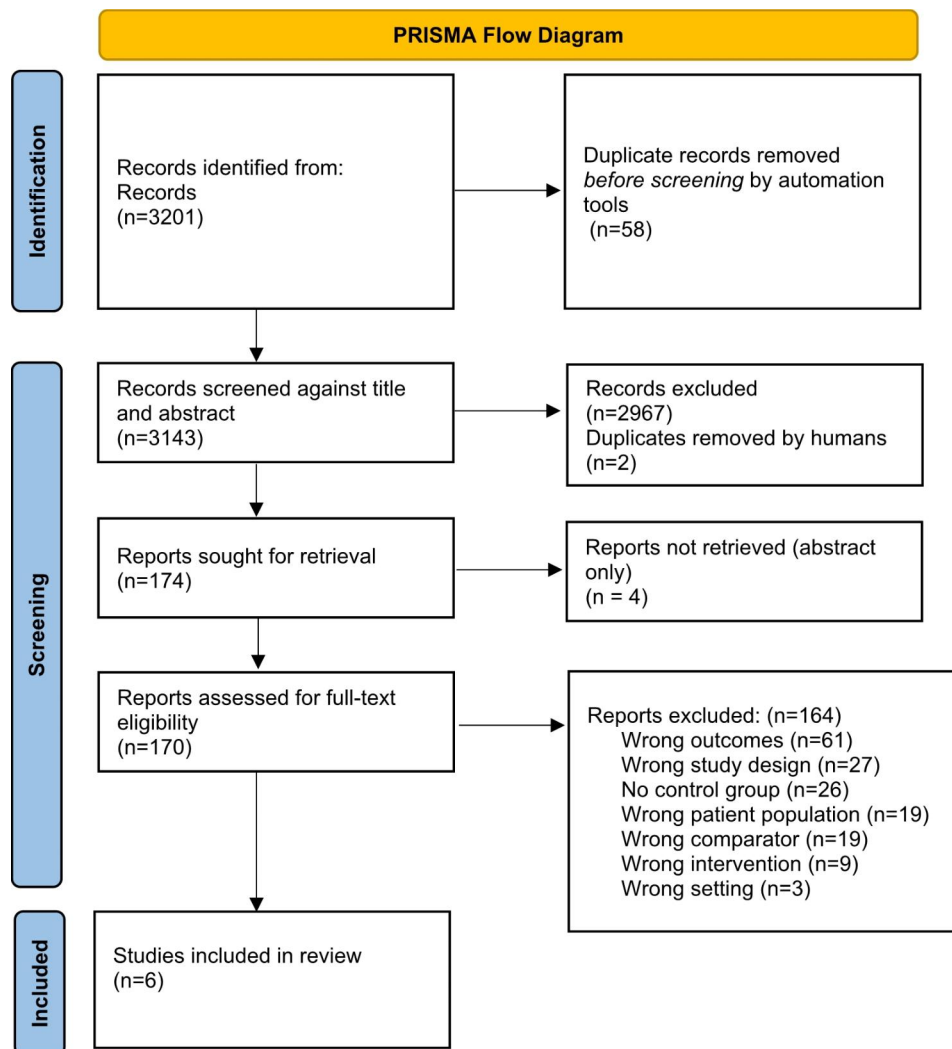 PRISMA Flow Diagram
Identification
Records identified from:
Records
(n=3201)
Duplicate records removed
before screening by automation
tools
(n=58)
Screening
Records screened against title
and abstract
(n=3143)
Records excluded
(n=2967)
Duplicates removed by humans
(n=2)
Reports sought for retrieval
(n=174)
Reports not retrieved (abstract
only)
(n = 4)
Reports assessed for full-text
eligibility
(n=170)
Reports excluded: (n=164)
Wrong outcomes (n=61)
Wrong study design (n=27)
No control group (n=26)
Wrong patient population (n=19)
Wrong comparator (n=19)
Wrong intervention (n=9)
Wrong setting (n=3)
Included
Studies included in review
(n=6)